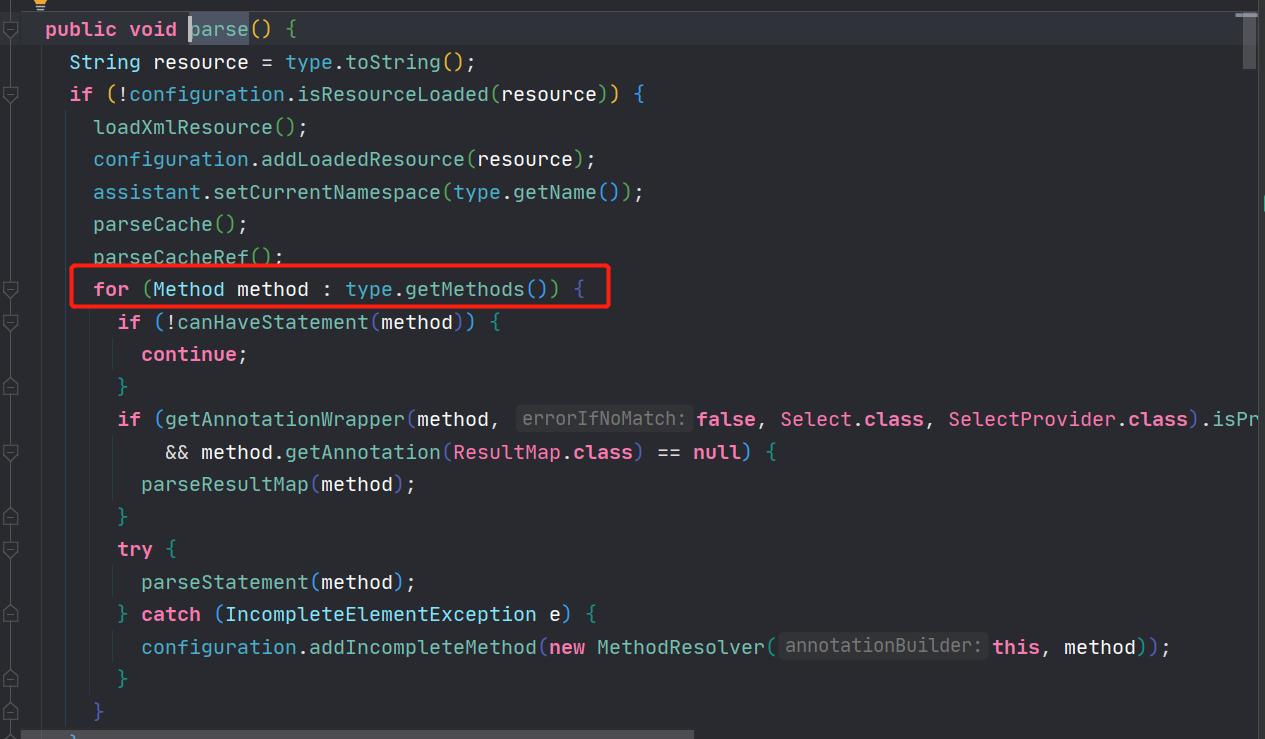 public void parse() {
String resource = type.toString();
if (!configuration.isResourceLoaded(resource)) {
loadXmlResource();
configuration.addLoadedResource(resource);
assistant.setCurrentNamespace(type.getName());
parseCache();
parseCacheRef();
for (Method method : type.getMethods()) {
if (!canHaveStatement(method)) {
continue;
}
if (getAnnotationWrapper(method, errorIfNoMatch: false, Select.class, SelectProvider.class).isPr
&& method.getAnnotation(ResultMap.class) == null) {
parseResultMap(method);
}
try {
parseStatement(method);
} catch (IncompleteElementException e) {
configuration.addIncompleteMethod(new MethodResolver( annotationBuilder: this, method));
}
}
}